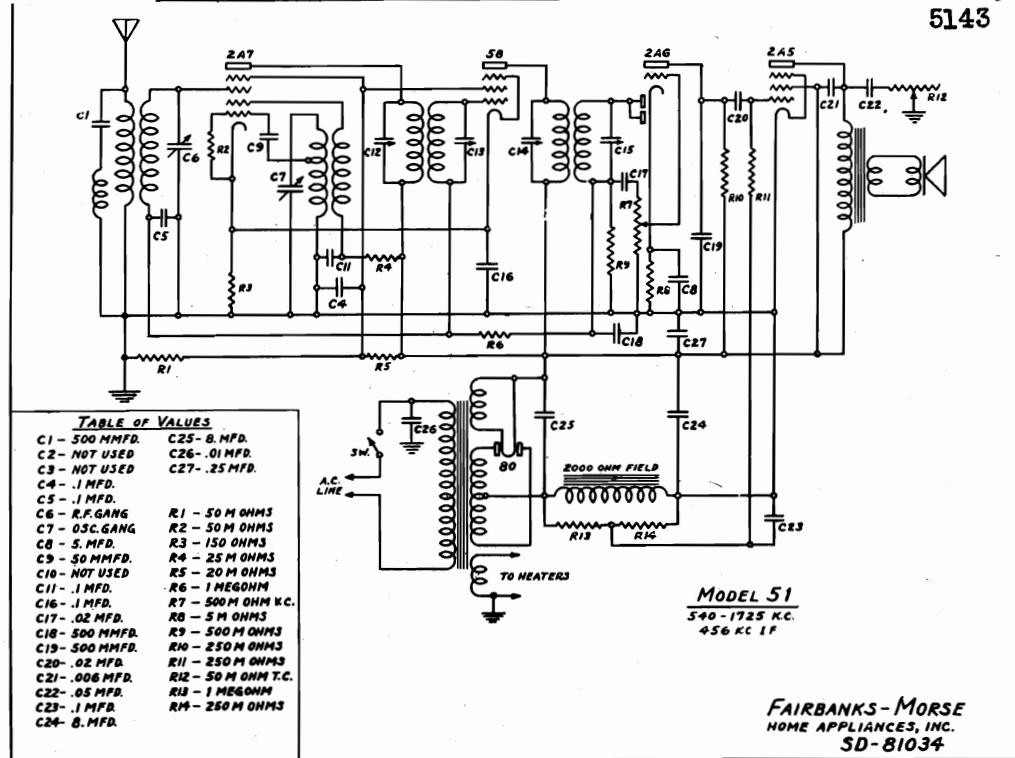 5143
2A7
58
2A6
2A5
C1
C6
R2
C9
C7
C12
C13
C14
C15
C17
R7
C20
C21
C22
R12
R10
R11
C5
C11
R4
C16
R9
R8
C8
C19
R3
C4
R6
C18
C27
R1
R5
C26
SW.
80
C25
C24
A.C.
LINE
2000 OHM FIELD
R13
R14
C23
TO HEATERS
TABLE OF VALUES
C1 - 500 MMFD. C25 - 8. MFD.
C2 - NOT USED C26 - .01 MFD.
C3 - NOT USED C27 - .25 MFD.
C4 - .1 MFD.
C5 - .1 MFD.
C6 - R.F. GANG R1 - 50 M OHMS
C7 - OSC. GANG R2 - 50 M OHMS
C8 - 5. MFD. R3 - 150 OHMS
C9 - 50 MMFD. R4 - 25 M OHMS
C10 - NOT USED R5 - 20 M OHMS
C11 - .1 MFD. R6 - 1 MEGOHM
C16 - .1 MFD. R7 - 500 M OHM V.C.
C17 - .02 MFD. R8 - 5 M OHMS
C18 - 500 MMFD. R9 - 500 M OHMS
C19 - 500 MMFD. R10 - 250 M OHMS
C20 - .02 MFD. R11 - 250 M OHMS
C21 - .006 MFD. R12 - 50 M OHM T.C.
C22 - .05 MFD. R13 - 1 MEGOHM
C23 - .1 MFD. R14 - 250 M OHMS
C24 - 8. MFD.
MODEL 51
540 - 1725 K.C.
456 KC IF
FAIRBANKS - MORSE
HOME APPLIANCES, INC.
SD-81034